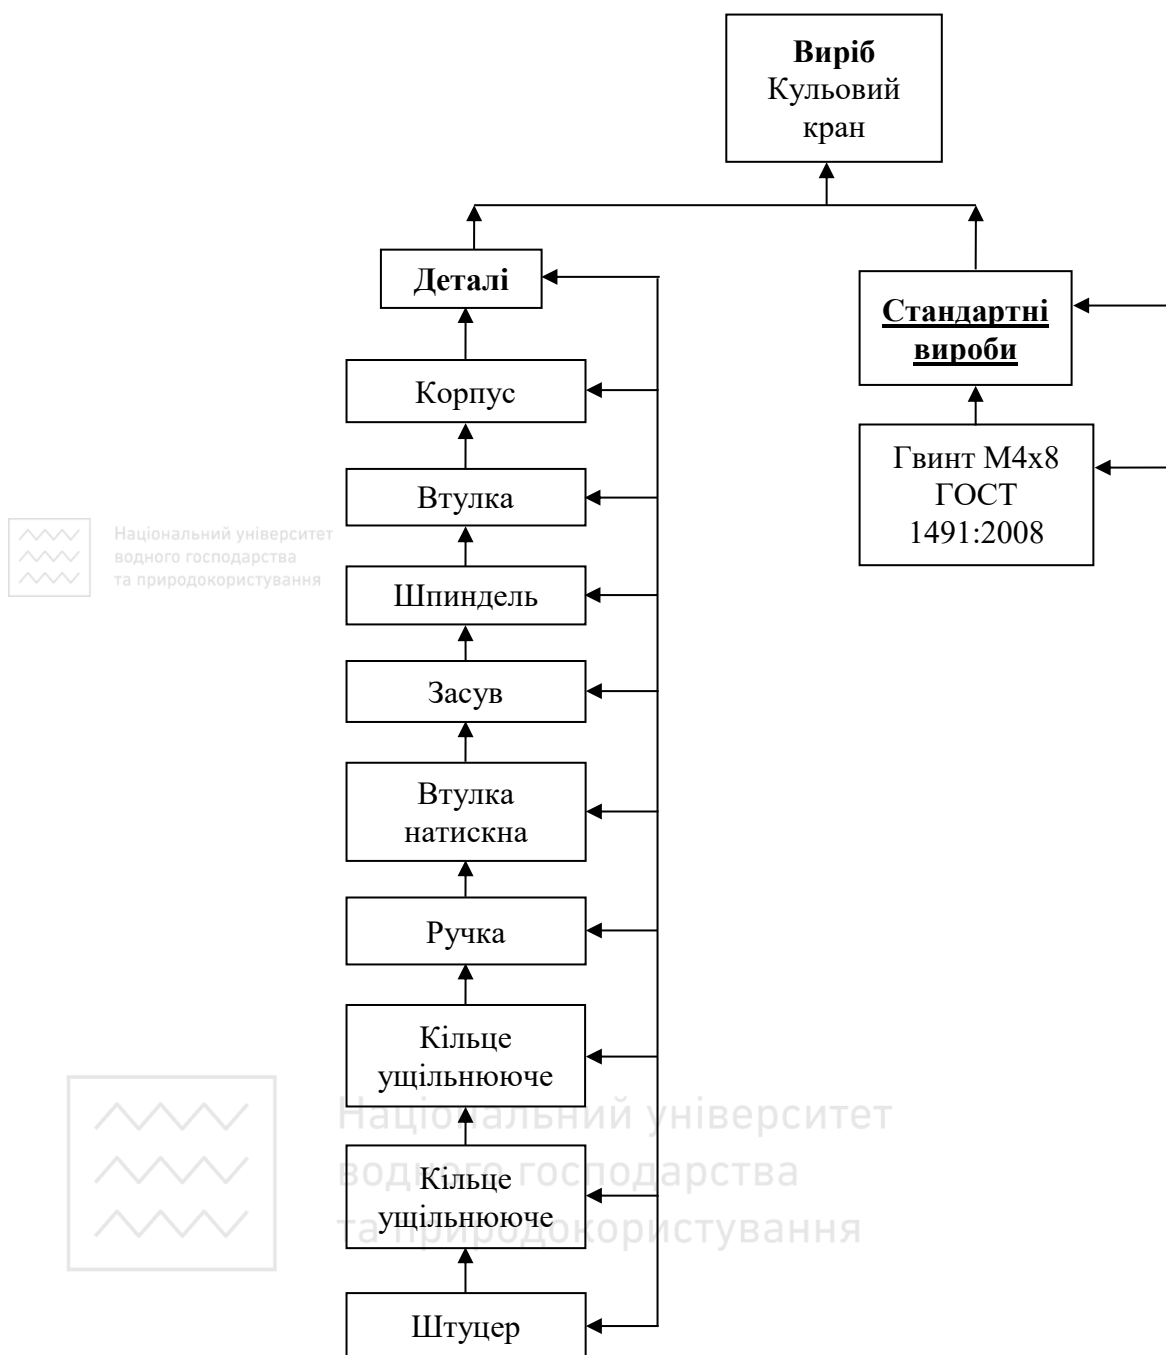 Виріб
Кульовий
кран
Деталі
Стандартні
вироби
Корпус
Гвинт М4х8
ГОСТ
1491:2008
Втулка
Національний університет
водного господарства
та природокористування
Шпиндель
Засув
Втулка
натискна
Ручка
Кільце
ущільнююче
Національний університет
водного господарства
та природокористування
Кільце
ущільнююче
Штуцер